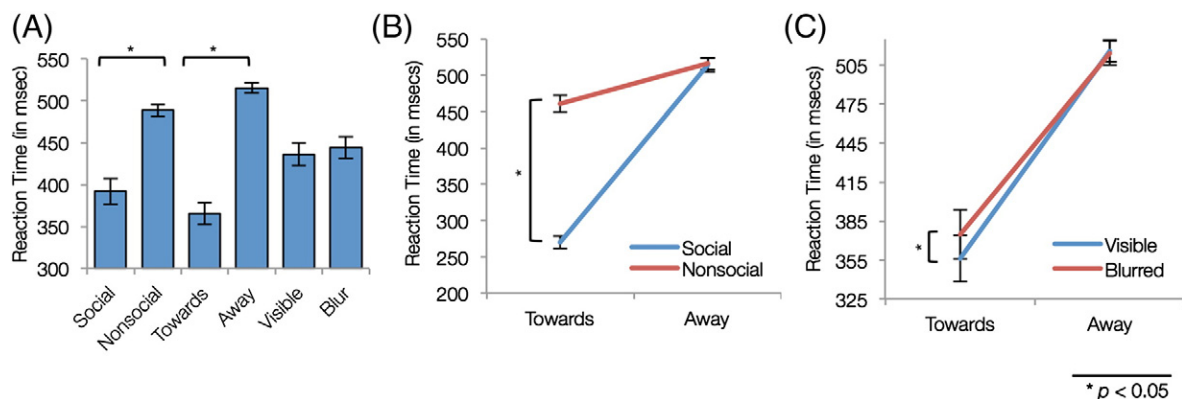 (A)
Reaction Time (in msec)
550
500
450
400
350
300
*
*
Social
Nonsocial
Towards
Away
Visible
Blur
(B)
Reaction Time (in msecs)
550
500
450
400
350
300
250
200
*
Social
Nonsocial
Towards
Away
(C)
Reaction Time (in msecs)
505
475
445
415
385
355
325
*
Visible
Blurred
Towards
Away
* p < 0.05